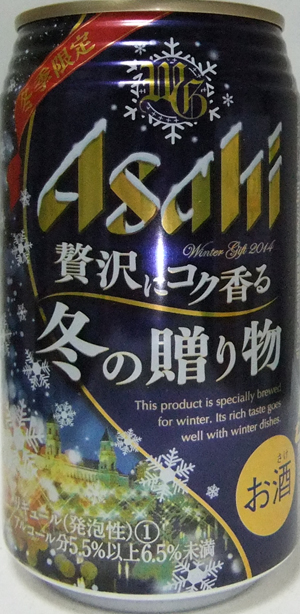 冬季限定
WG
Asahi
Winter Gift 2014
贅沢にコク香る
冬の贈り物
This product is specially brewed
for winter. Its rich taste goes
well with winter dishes.
さけ
お酒
キュール(発泡性)①
アルコール分5.5%以上6.5%未満